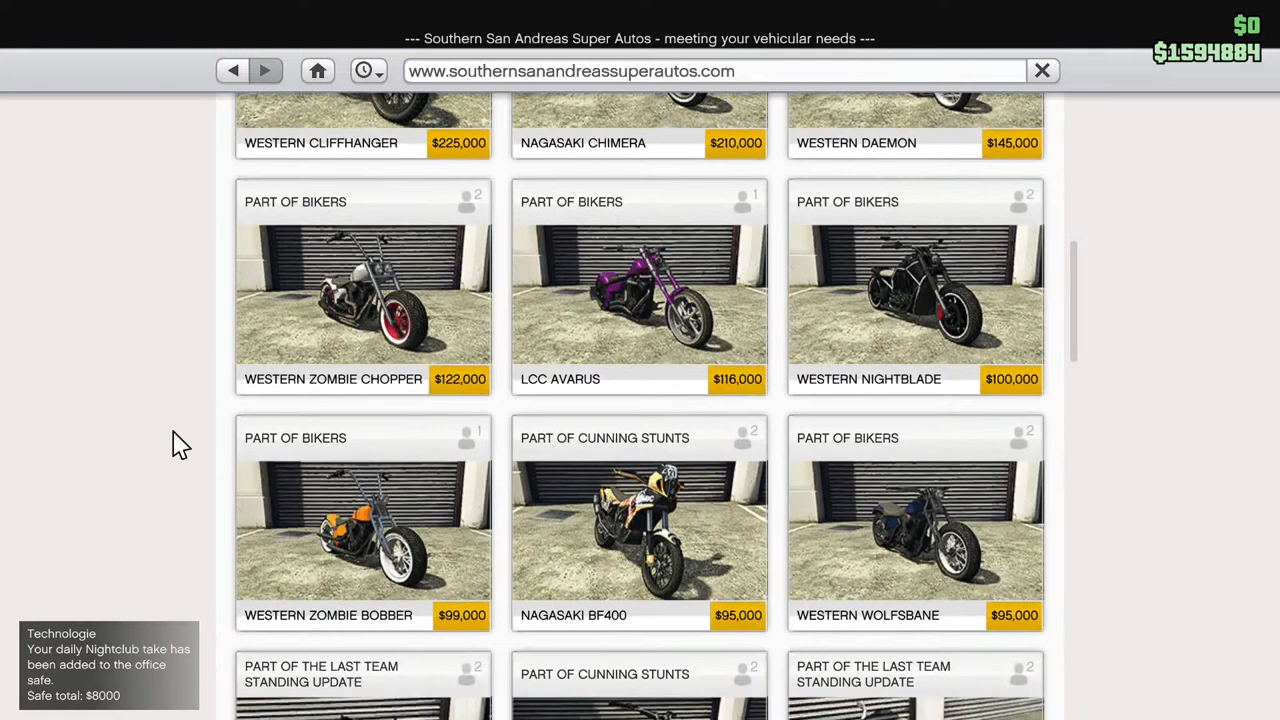 $0
--- Southern San Andreas Super Autos - meeting your vehicular needs ---
$1594884
www.southernsanandreassuperautos.com
WESTERN CLIFFHANGER $225,000
NAGASAKI CHIMERA $210,000
WESTERN DAEMON $145,000
PART OF BIKERS 2
PART OF BIKERS 1
PART OF BIKERS 2
WESTERN ZOMBIE CHOPPER $122,000
LCC AVARUS $116,000
WESTERN NIGHTBLADE $100,000
PART OF BIKERS 1
PART OF CUNNING STUNTS 2
PART OF BIKERS 2
WESTERN ZOMBIE BOBBER $99,000
NAGASAKI BF400 $95,000
WESTERN WOLFSBANE $95,000
Technologie
Your daily Nightclub take has
been added to the office
safe.
Safe total: $8000
PART OF THE LAST TEAM 2
STANDING UPDATE
PART OF CUNNING STUNTS 2
PART OF THE LAST TEAM 2
STANDING UPDATE